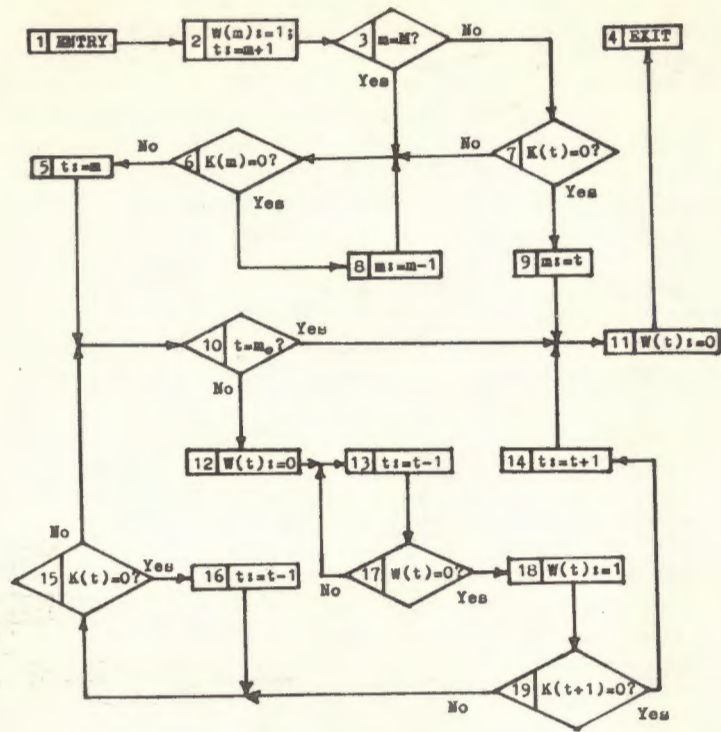 1 ENTRY
2 W(m):=1;
t:=m+1
3 m=M?
No
Yes
4 EXIT
5 t:=m
No
6 K(m)=0?
Yes
No
7 K(t)=0?
Yes
8 m:=m-1
9 m:=t
10 t=m₀?
Yes
No
11 W(t):=0
12 W(t):=0
13 t:=t-1
14 t:=t+1
No
15 K(t)=0?
Yes
16 t:=t-1
17 W(t)=0?
No
Yes
18 W(t):=1
19 K(t+1)=0?
No
Yes